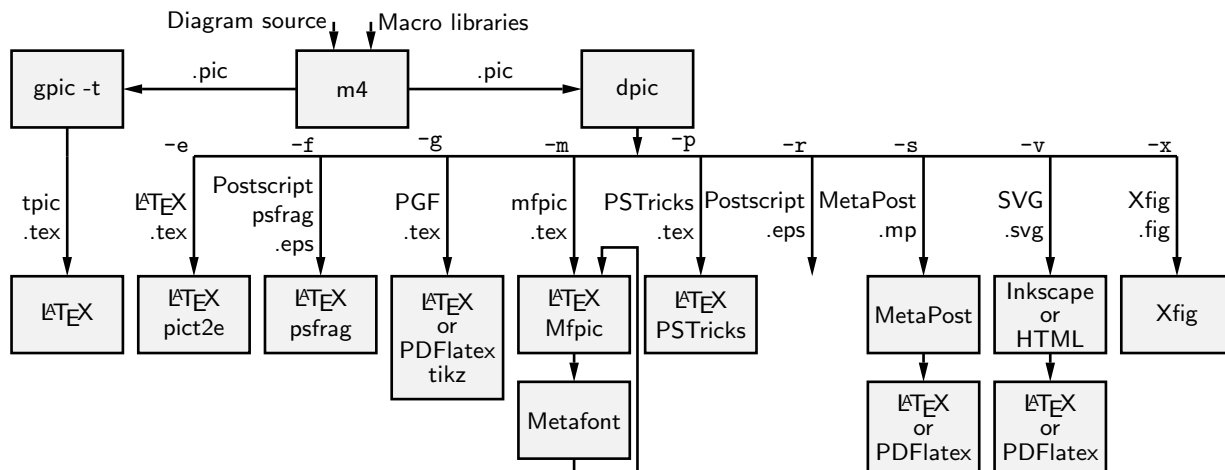 Diagram source
Macro libraries
gpic -t
.pic
m4
.pic
dpic
-e
-f
-g
-m
-p
-r
-s
-v
-x
tpic
.tex
LATEX
.tex
Postscript
psfrag
.eps
PGF
.tex
mfpic
.tex
PSTricks
.tex
Postscript
.eps
MetaPost
.mp
SVG
.svg
Xfig
.fig
LATEX
LATEX
pict2e
LATEX
psfrag
LATEX
or
PDFlatex
tikz
LATEX
Mfpic
LATEX
PSTricks
MetaPost
Inkscape
or
HTML
Xfig
Metafont
LATEX
or
PDFlatex
LATEX
or
PDFlatex